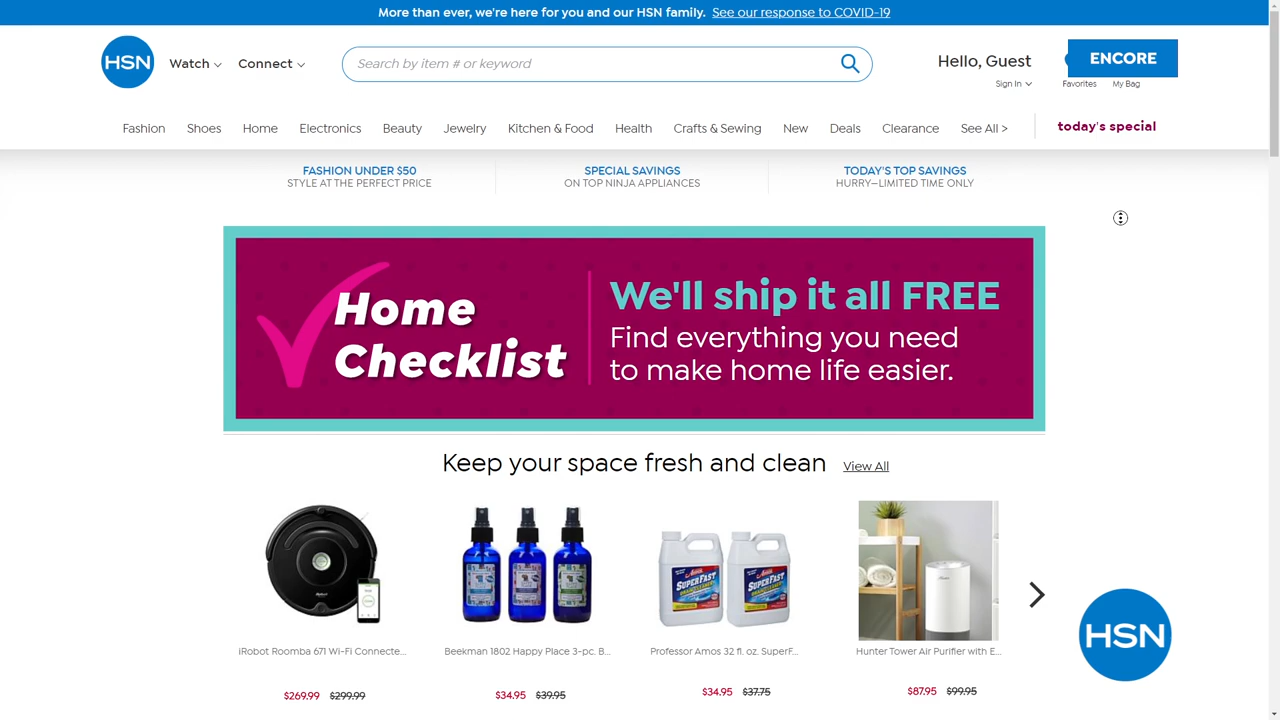 More than ever, we're here for you and our HSN family. See our response to COVID-19
HSN
Watch
Connect
Search by item # or keyword
Hello, Guest
Sign In
ENCORE
Favorites
My Bag
Fashion
Shoes
Home
Electronics
Beauty
Jewelry
Kitchen & Food
Health
Crafts & Sewing
New
Deals
Clearance
See All >
today's special
FASHION UNDER $50
STYLE AT THE PERFECT PRICE
SPECIAL SAVINGS
ON TOP NINJA APPLIANCES
TODAY'S TOP SAVINGS
HURRY—LIMITED TIME ONLY
Home
Checklist
We'll ship it all FREE
Find everything you need
to make home life easier.
Keep your space fresh and clean View All
SUPERFAST
SUPERFAST
iRobot Roomba 671 Wi-Fi Connecte...
Beekman 1802 Happy Place 3-pc. B...
Professor Amos 32 fl. oz. SuperF...
Hunter Tower Air Purifier with E...
$269.99 $299.99
$34.95 $39.95
$34.95 $37.75
$87.95 $99.95
HSN